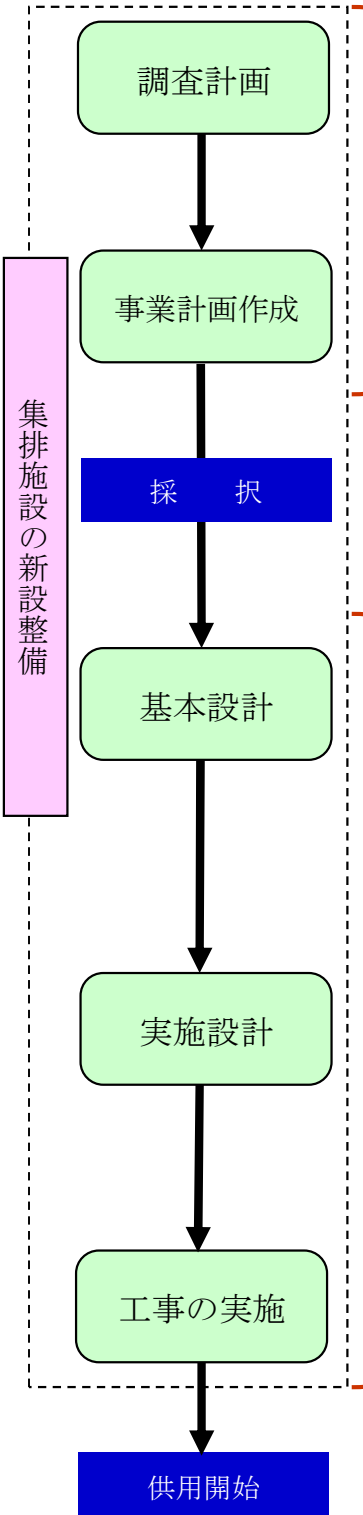 調査計画
事業計画作成
集排施設の新設整備
採　択
基本設計
実施設計
工事の実施
供用開始